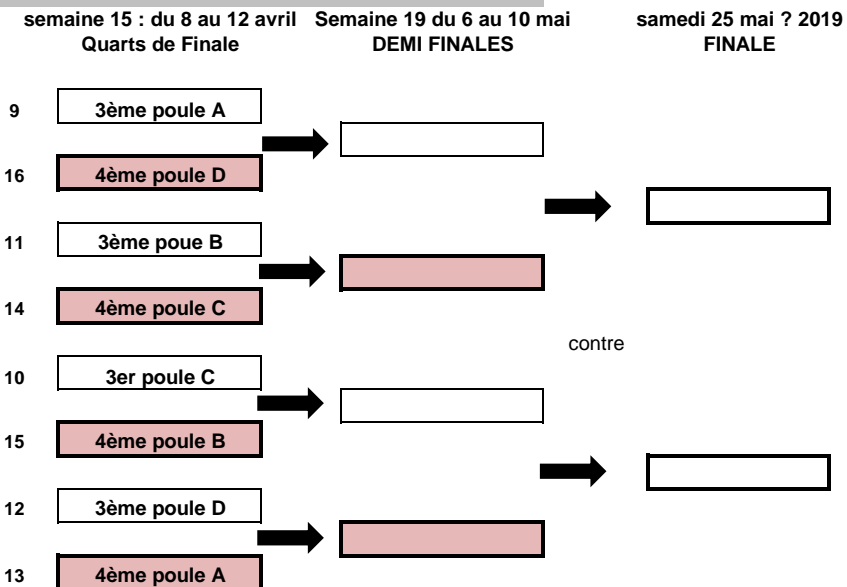 semaine 15 : du 8 au 12 avril Semaine 19 du 6 au 10 mai samedi 25 mai ? 2019
Quarts de Finale DEMI FINALES FINALE
9 3ème poule A
16 4ème poule D
11 3ème poue B
14 4ème poule C
contre
10 3er poule C
15 4ème poule B
12 3ème poule D
13 4ème poule A